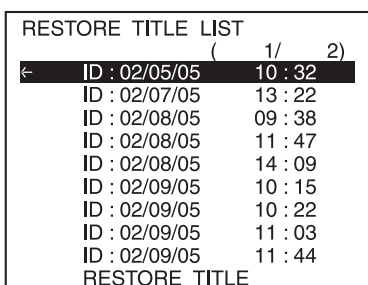 RESTORE TITLE LIST
( 1/ 2)
← ID : 02/05/05 10 : 32
ID : 02/07/05 13 : 22
ID : 02/08/05 09 : 38
ID : 02/08/05 11 : 47
ID : 02/08/05 14 : 09
ID : 02/09/05 10 : 15
ID : 02/09/05 10 : 22
ID : 02/09/05 11 : 03
ID : 02/09/05 11 : 44
RESTORE TITLE